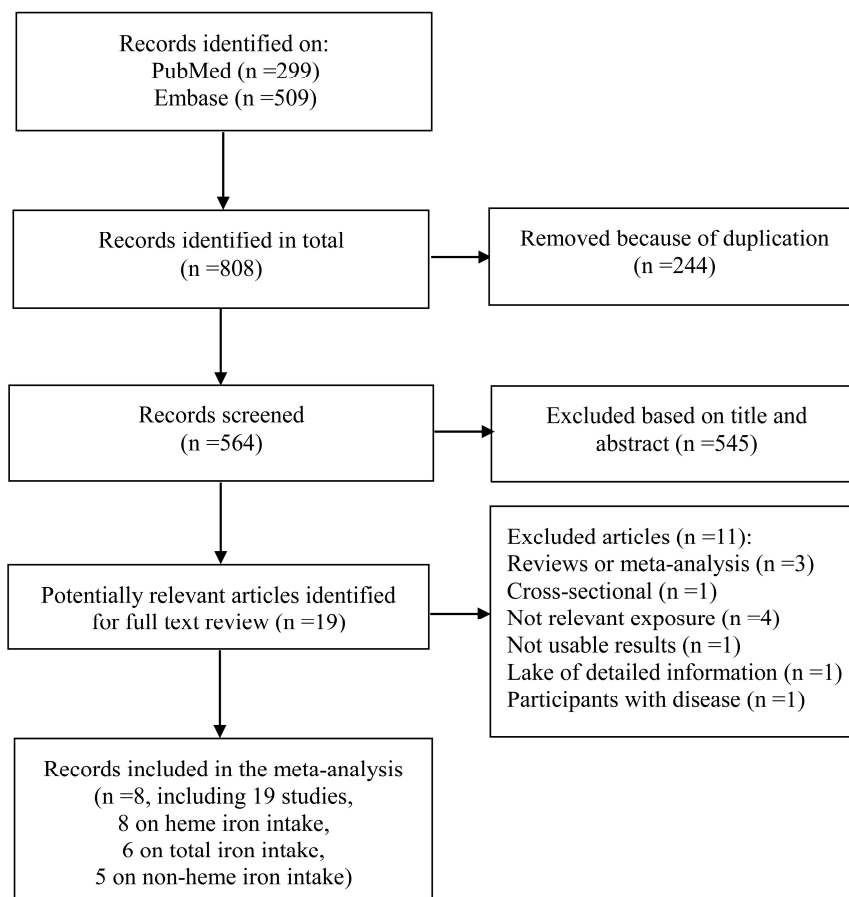 Records identified on:
PubMed (n =299)
Embase (n =509)
Records identified in total
(n =808)
Removed because of duplication
(n =244)
Records screened
(n =564)
Excluded based on title and
abstract (n =545)
Potentially relevant articles identified
for full text review (n =19)
Excluded articles (n =11):
Reviews or meta-analysis (n =3)
Cross-sectional (n =1)
Not relevant exposure (n =4)
Not usable results (n =1)
Lake of detailed information (n =1)
Participants with disease (n =1)
Records included in the meta-analysis
(n =8, including 19 studies,
8 on heme iron intake,
6 on total iron intake,
5 on non-heme iron intake)